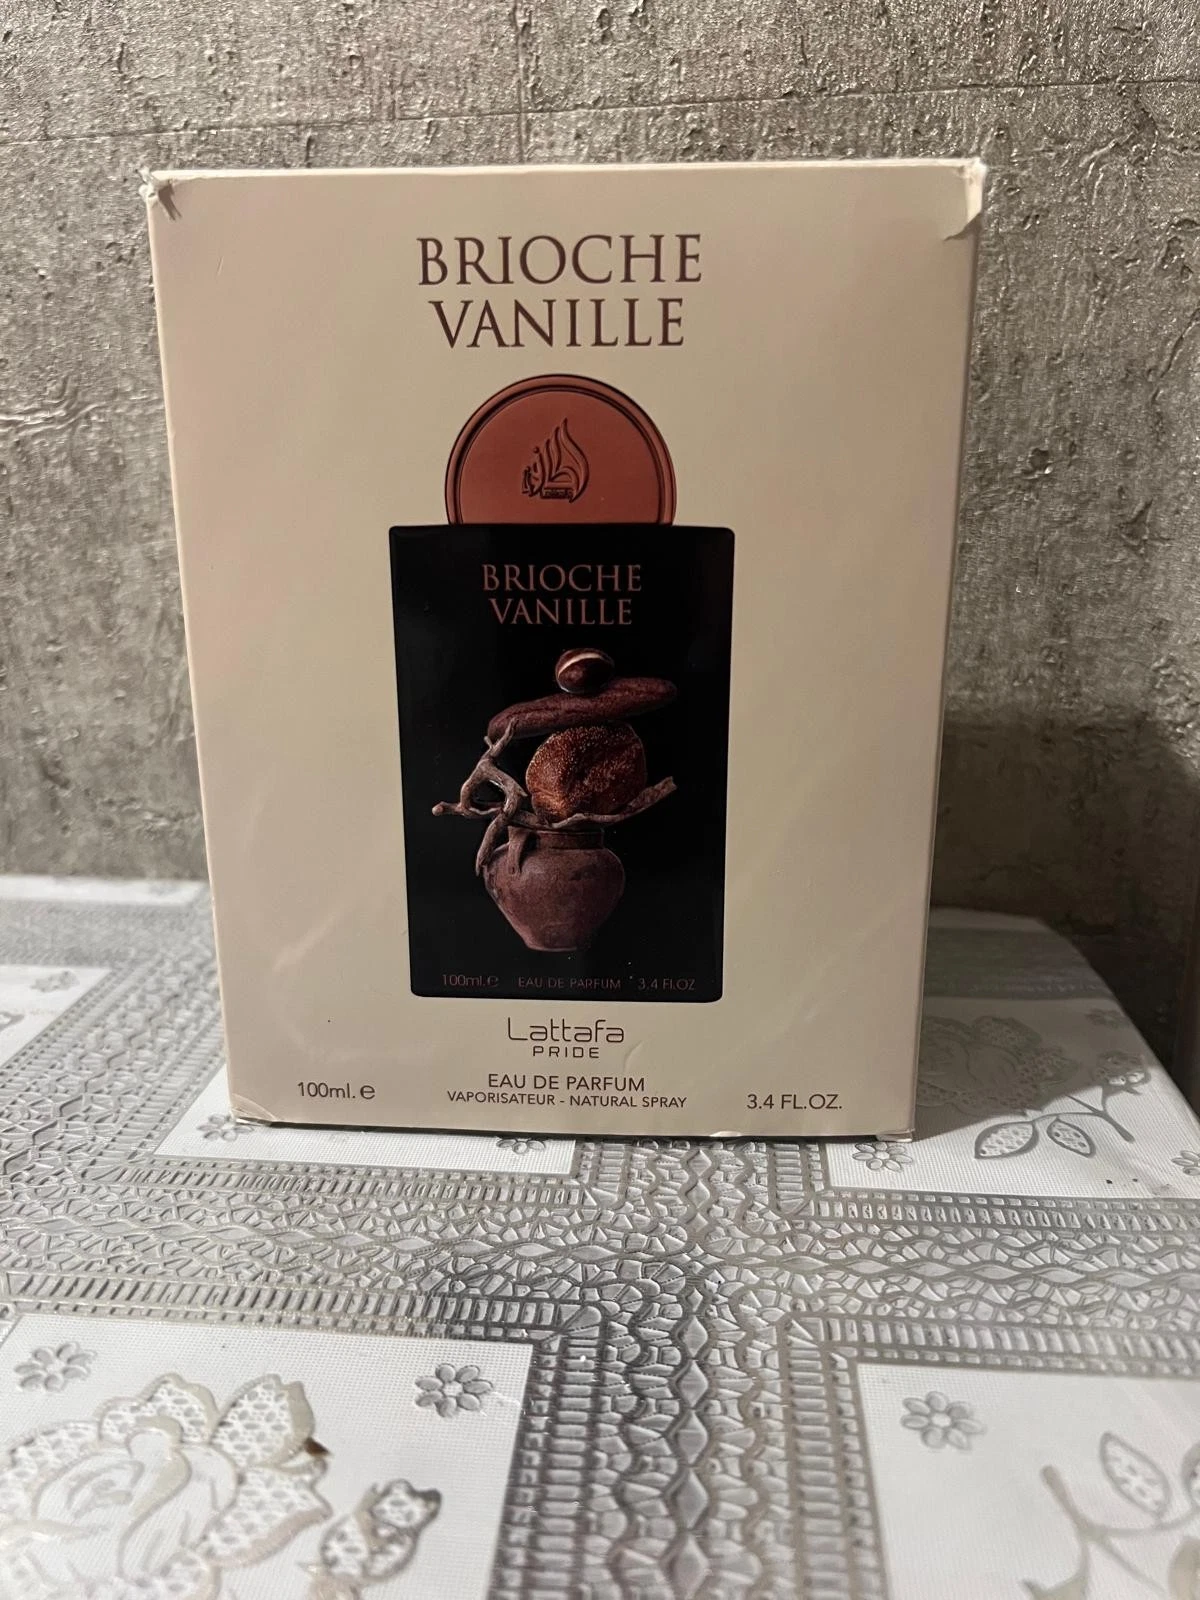 BRIOCHE
VANILLE
لطافة
BRIOCHE
VANILLE
100ml.e EAU DE PARFUM 3.4 Fl.OZ
Lattafa
PRIDE
100ml.e
EAU DE PARFUM
VAPORISATEUR - NATURAL SPRAY
3.4 FL.OZ.